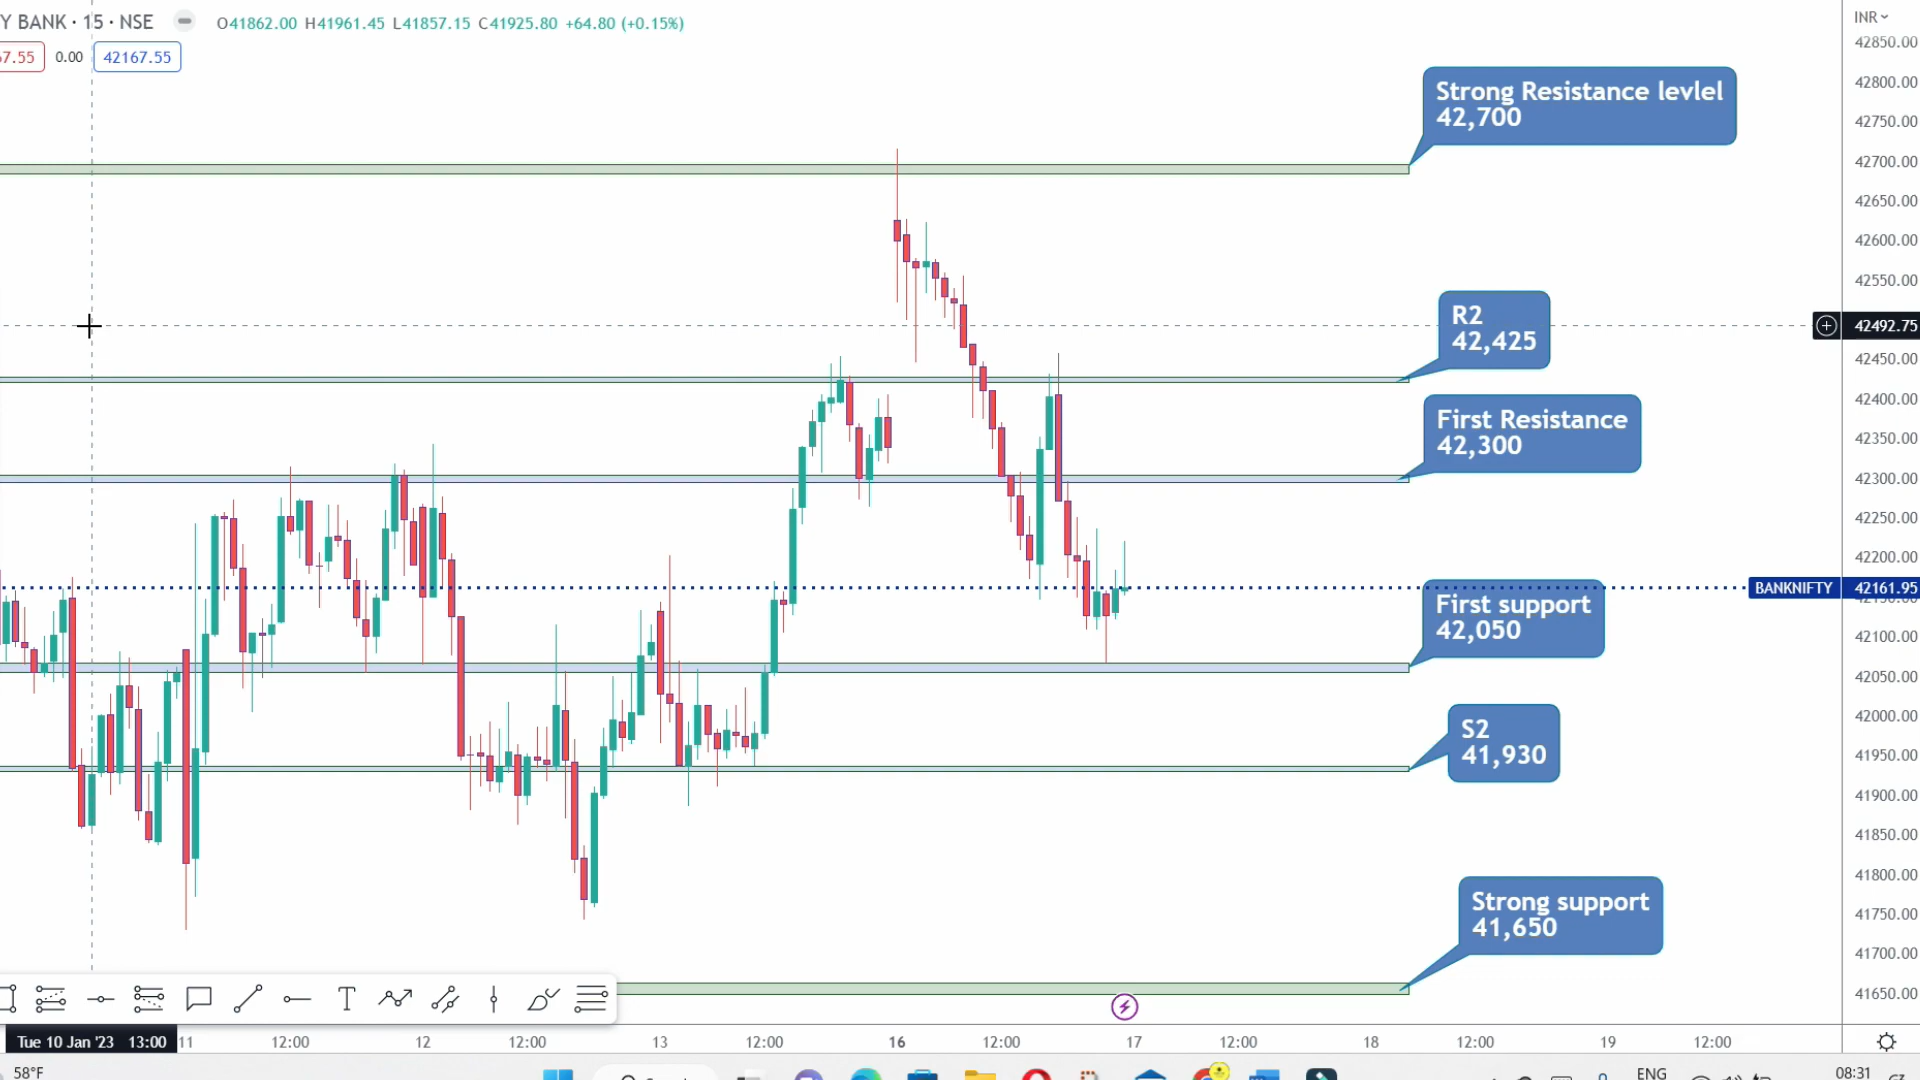 Y BANK · 15 · NSE O41862.00 H41961.45 L41857.15 C41925.80 +64.80 (+0.15%)
7.55 0.00 42167.55
INR
42850.00
42800.00
42750.00
42700.00
42650.00
42600.00
42550.00
42492.75
42450.00
42400.00
42350.00
42300.00
42250.00
42200.00
BANKNIFTY 42161.95
42100.00
42050.00
42000.00
41950.00
41900.00
41850.00
41800.00
41750.00
41700.00
41650.00
Strong Resistance levlel
42,700
R2
42,425
First Resistance
42,300
First support
42,050
S2
41,930
Strong support
41,650
Tue 10 Jan '23 13:00 11 12:00 12 12:00 13 12:00 16 12:00 17 12:00 18 12:00 19 12:00
58°F
ENG
08:31